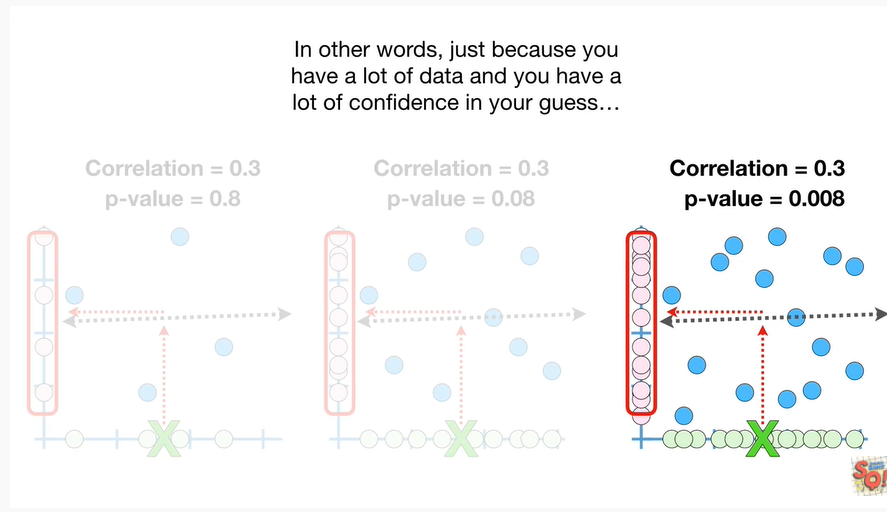 In other words, just because you
have a lot of data and you have a
lot of confidence in your guess…
Correlation = 0.3
p-value = 0.8
Correlation = 0.3
p-value = 0.08
Correlation = 0.3
p-value = 0.008
X
X
X
SQ!